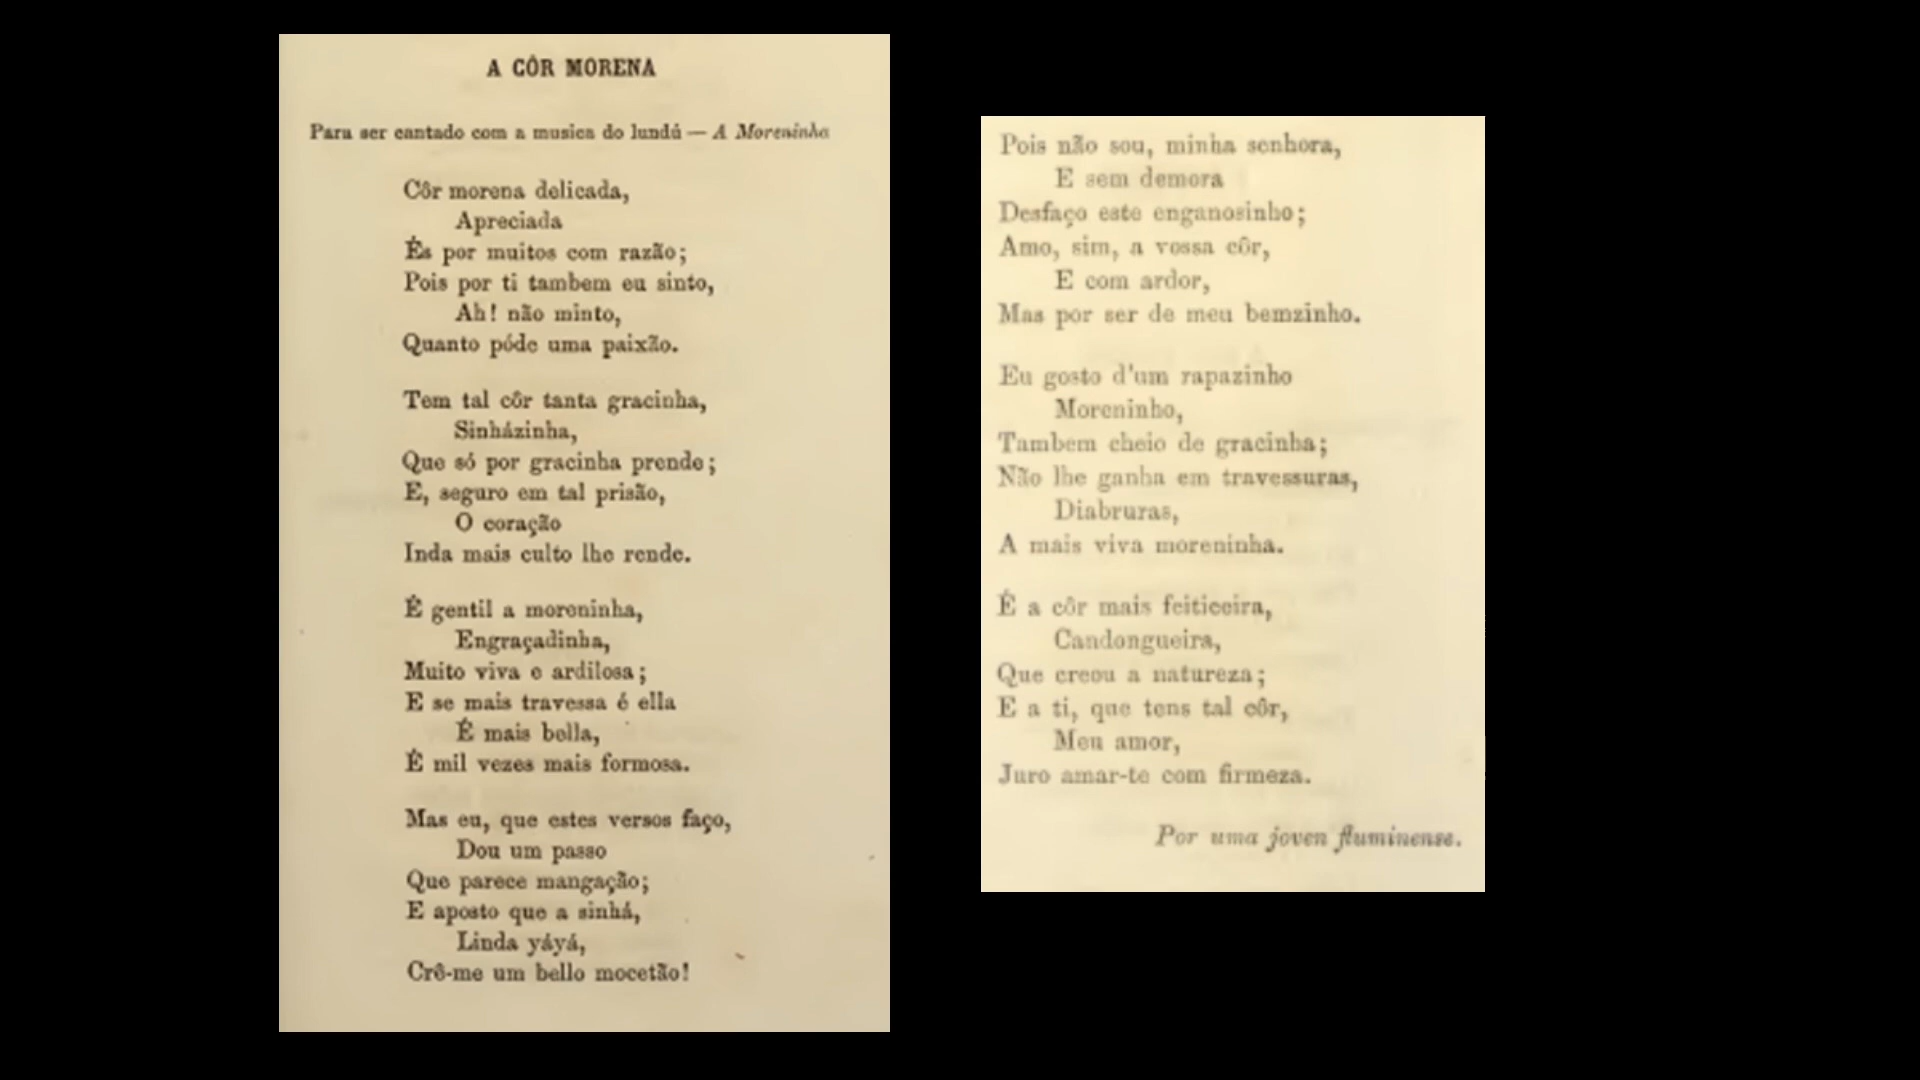 A CÔR MORENA
Para ser cantado com a musica do lundú — A Moreninha
Côr morena delicada,
Apreciada
És por muitos com razão;
Pois por ti tambem eu sinto,
Ah! não minto,
Quanto póde uma paixão.
Tem tal côr tanta gracinha,
Sinházinha,
Que só por gracinha prende;
E, seguro em tal prisão,
O coração
Inda mais culto lhe rende.
É gentil a moreninha,
Engraçadinha,
Muito viva e ardilosa;
E se mais travessa é ella
É mais bella,
É mil vezes mais formosa.
Mas eu, que estes versos faço,
Dou um passo
Que parece mangação;
E aposto que a sinhá,
Linda yáyá,
Crê-me um bello mocetão!
Pois não sou, minha senhora,
E sem demora
Desfaço este enganosinho;
Amo, sim, a vossa côr,
E com ardor,
Mas por ser de meu bemzinho.
Eu gosto d'um rapazinho
Moreninho,
Tambem cheio de gracinha;
Não lhe ganha em travessuras,
Diabruras,
A mais viva moreninha.
É a côr mais feiticeira,
Candongueira,
Que creou a natureza;
E a ti, que tens tal côr,
Meu amor,
Juro amar-te com firmeza.
Por uma joven fluminense.